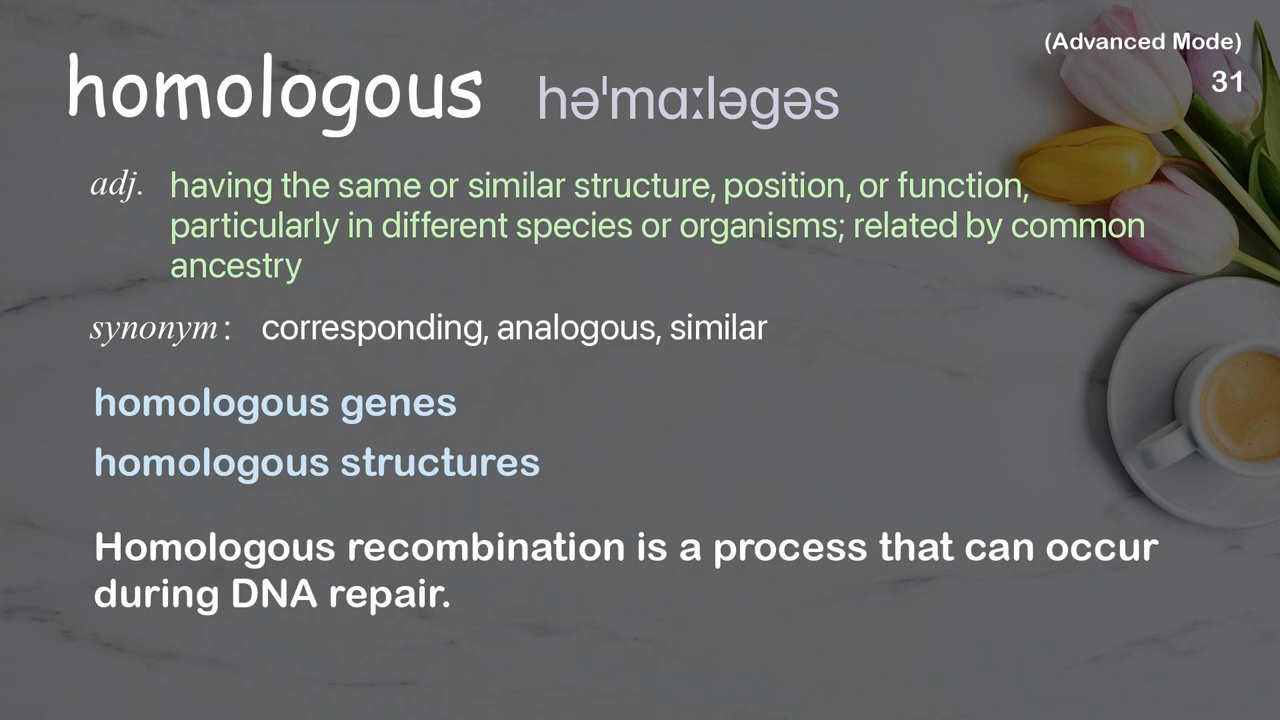 (Advanced Mode)
31
homologous həˈmɑːləgəs
adj. having the same or similar structure, position, or function,
particularly in different species or organisms; related by common
ancestry
synonym: corresponding, analogous, similar
homologous genes
homologous structures
Homologous recombination is a process that can occur
during DNA repair.